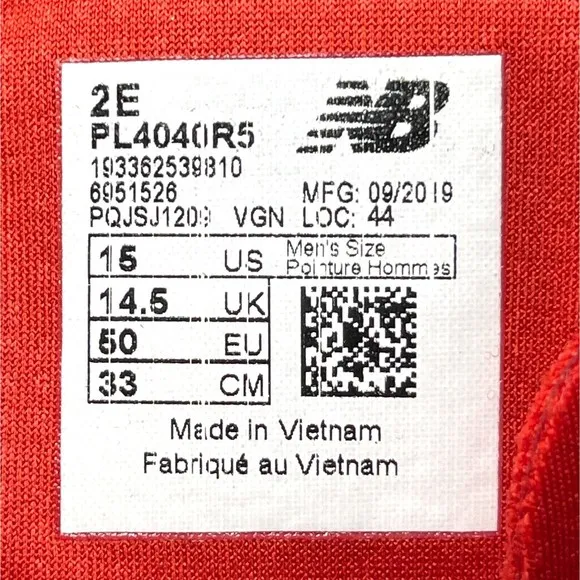 2E
NB
PL4040R5
193362539810
6951526 MFG: 09/2019
PQJSJ1209 VGN LOC: 44
15 US Men's Size
Pointure Hommes
14.5 UK
50 EU
33 CM
Made in Vietnam
Fabriqué au Vietnam